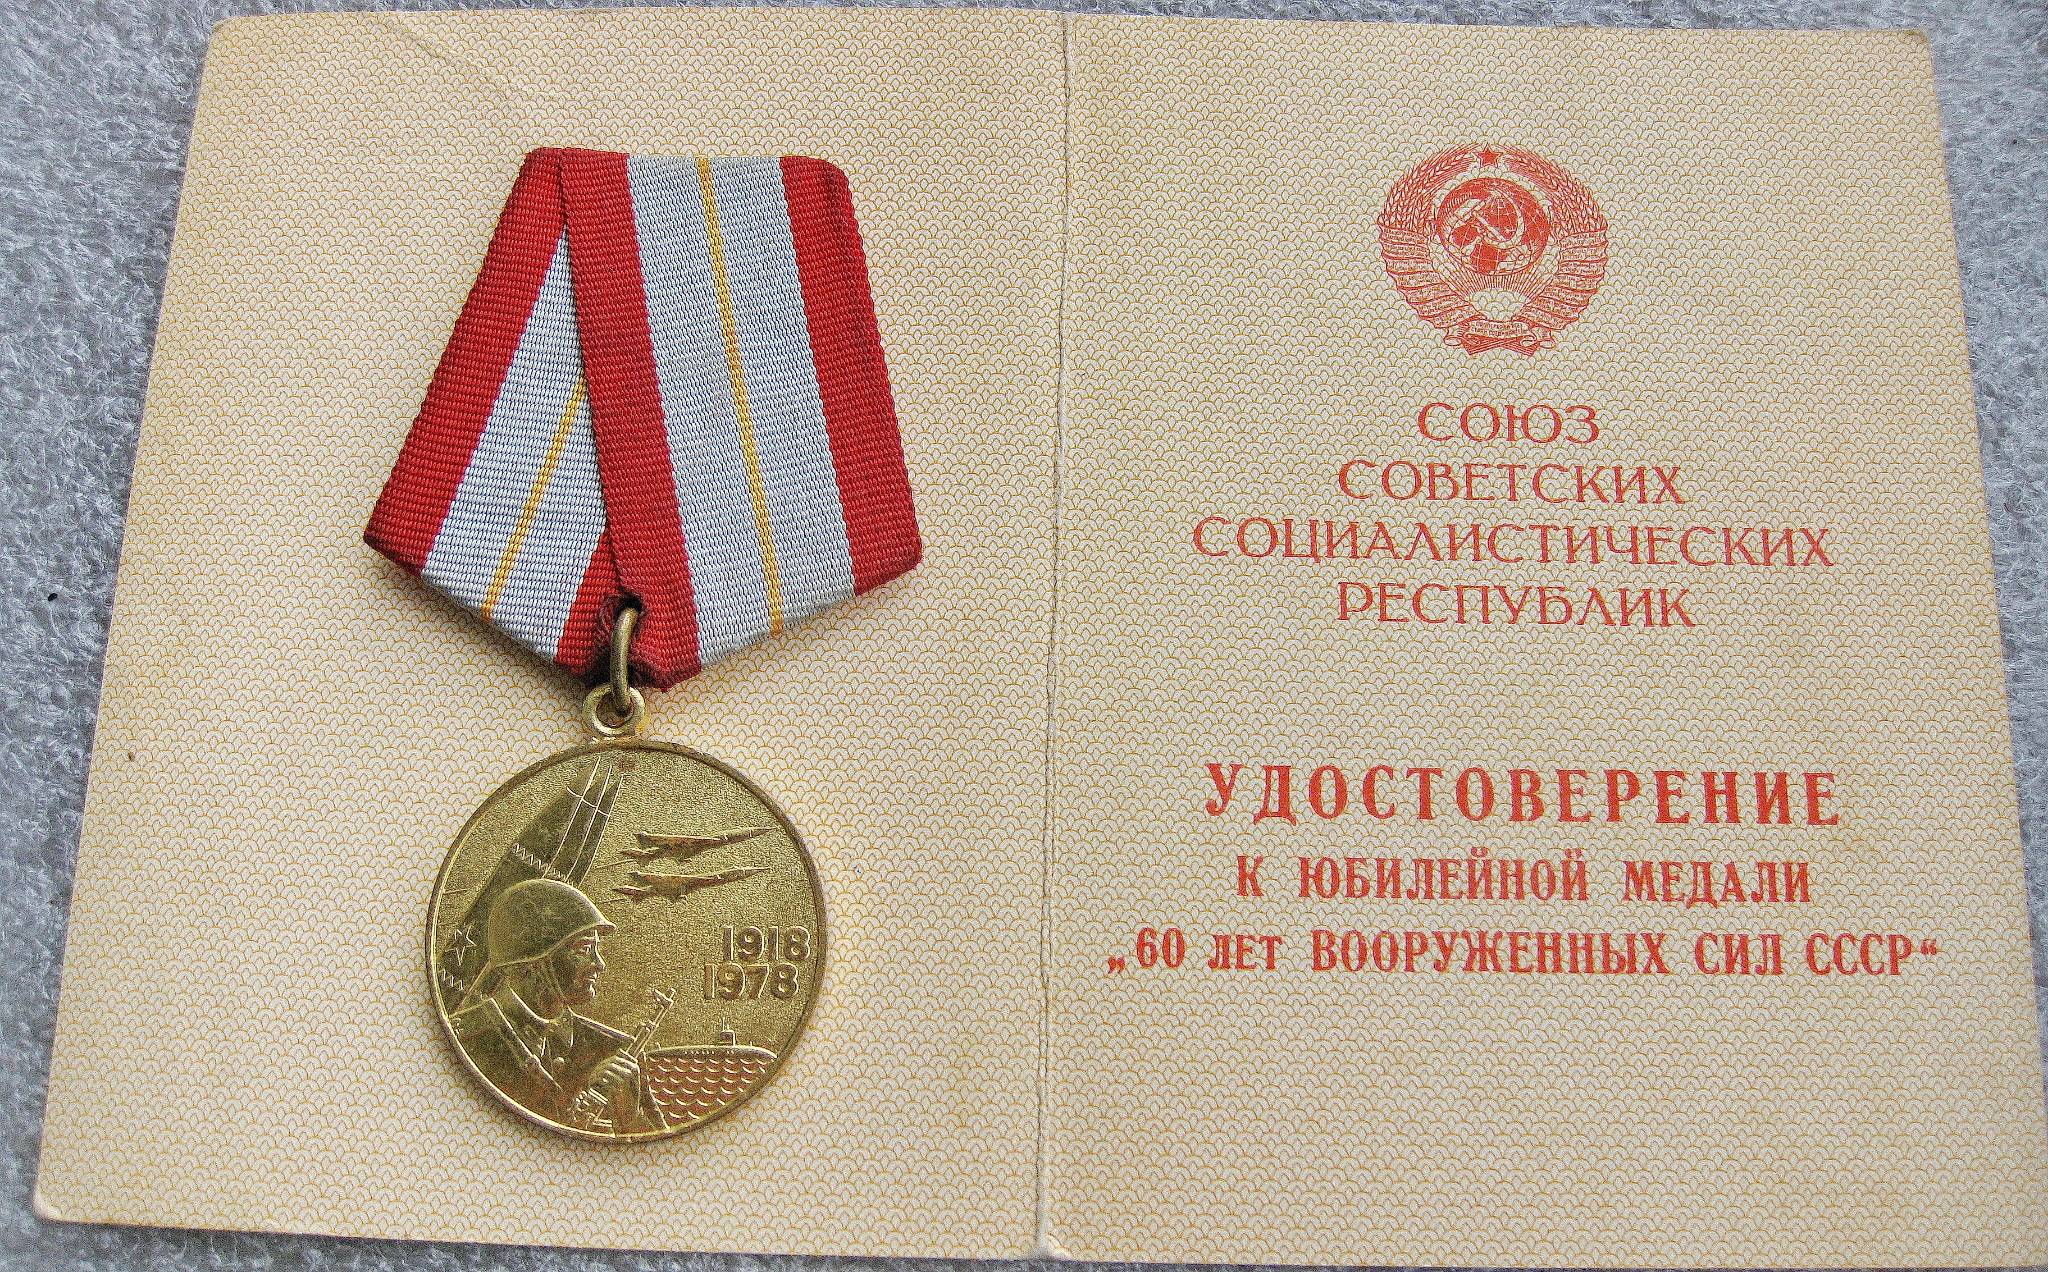 1918
1978
СОЮЗ
СОВЕТСКИХ
СОЦИАЛИСТИЧЕСКИХ
РЕСПУБЛИК
УДОСТОВЕРЕНИЕ
К ЮБИЛЕЙНОЙ МЕДАЛИ
„60 ЛЕТ ВООРУЖЕННЫХ СИЛ СССР“